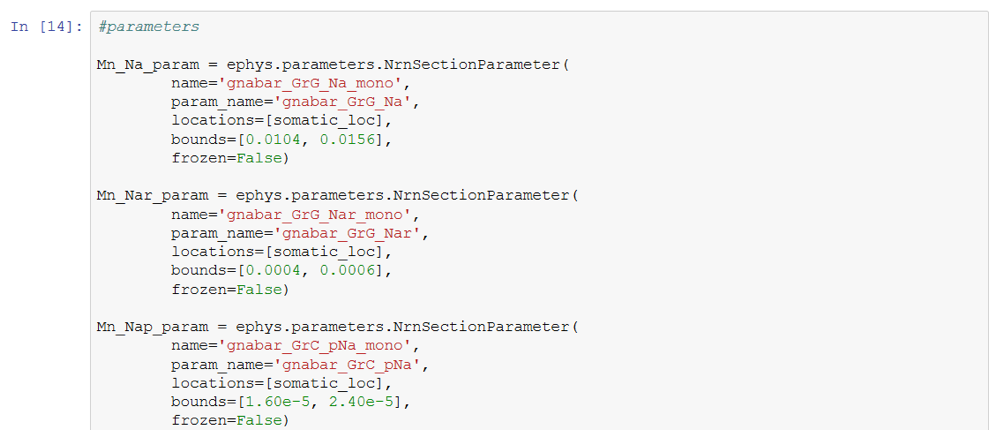 In [14]: #parameters
Mn_Na_param = ephys.parameters.NrnSectionParameter(
name='gnabar_GrG_Na_mono',
param_name='gnabar_GrG_Na',
locations=[somatic_loc],
bounds=[0.0104, 0.0156],
frozen=False)
Mn_Nar_param = ephys.parameters.NrnSectionParameter(
name='gnabar_GrG_Nar_mono',
param_name='gnabar_GrG_Nar',
locations=[somatic_loc],
bounds=[0.0004, 0.0006],
frozen=False)
Mn_Nap_param = ephys.parameters.NrnSectionParameter(
name='gnabar_GrC_pNa_mono',
param_name='gnabar_GrC_pNa',
locations=[somatic_loc],
bounds=[1.60e-5, 2.40e-5],
frozen=False)